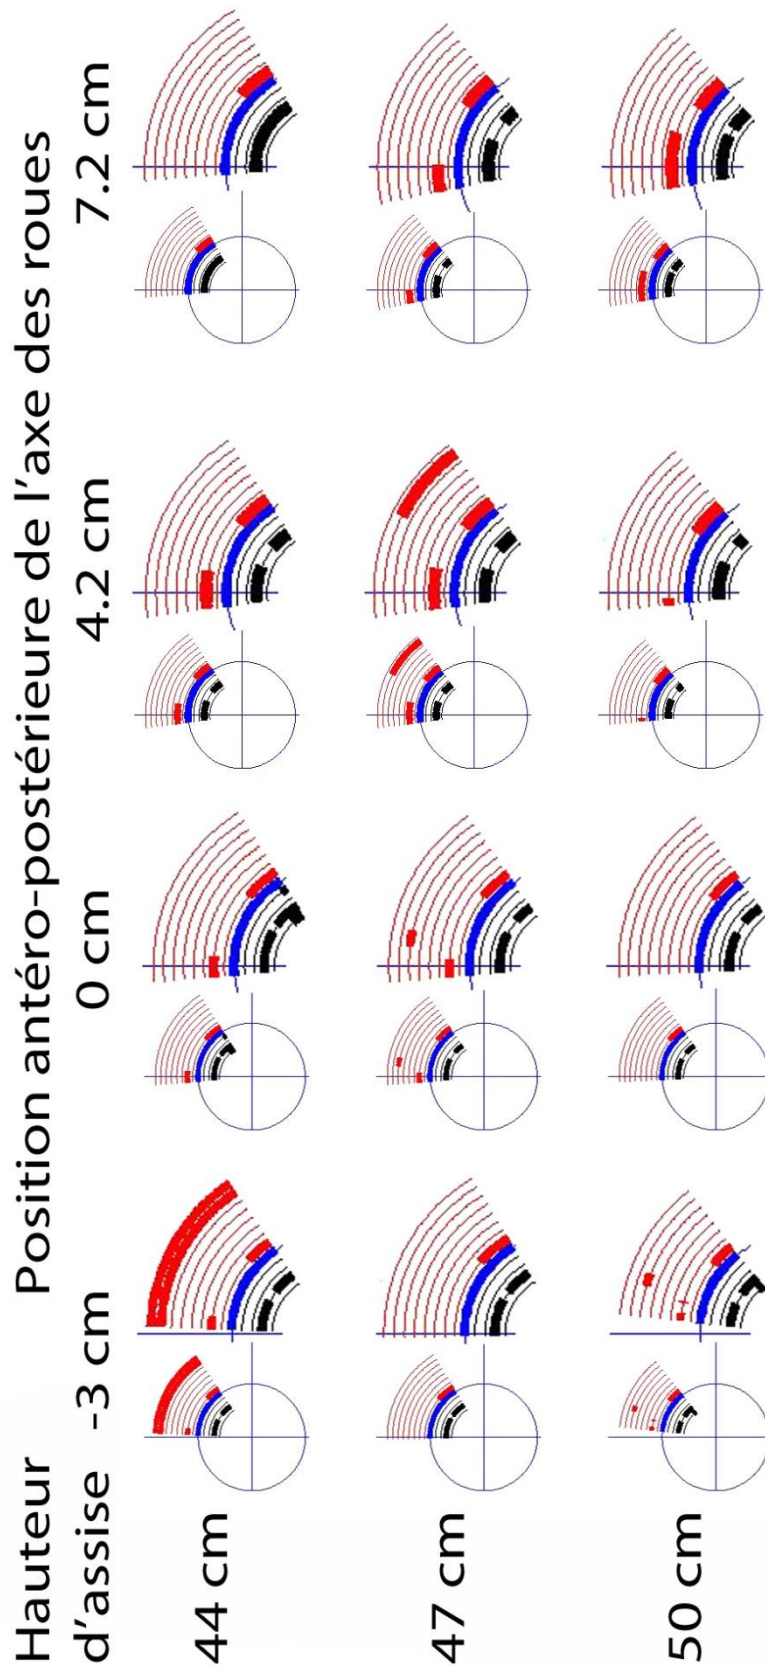 Position antéro-postérieure de l'axe des roues
Hauteur
d'assise -3 cm 0 cm 4.2 cm 7.2 cm
44 cm
47 cm
50 cm